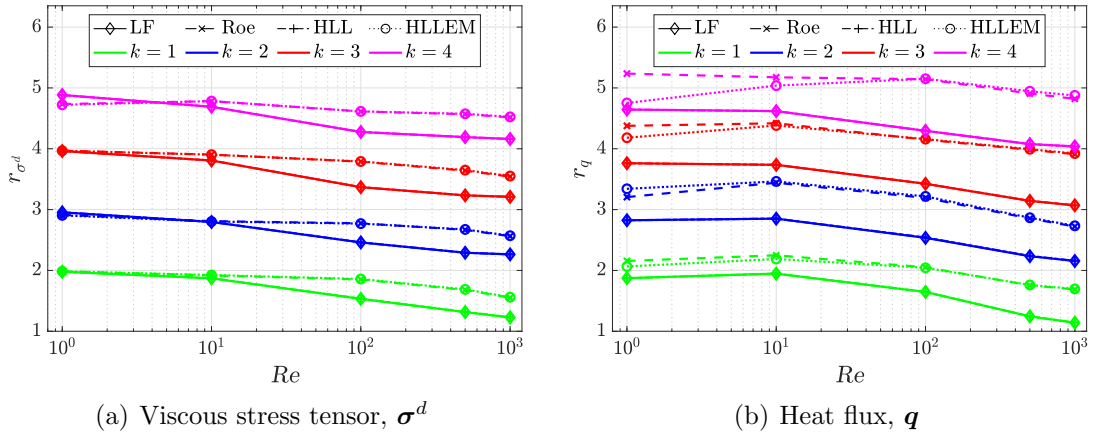 LF Roe HLL HLLEM
k = 1 k = 2 k = 3 k = 4
6
5
4
3
2
1
r_{σ^d}
10^0 10^1 10^2 10^3
Re
(a) Viscous stress tensor, σ^d
LF Roe HLL HLLEM
k = 1 k = 2 k = 3 k = 4
6
5
4
3
2
1
r_q
10^0 10^1 10^2 10^3
Re
(b) Heat flux, q